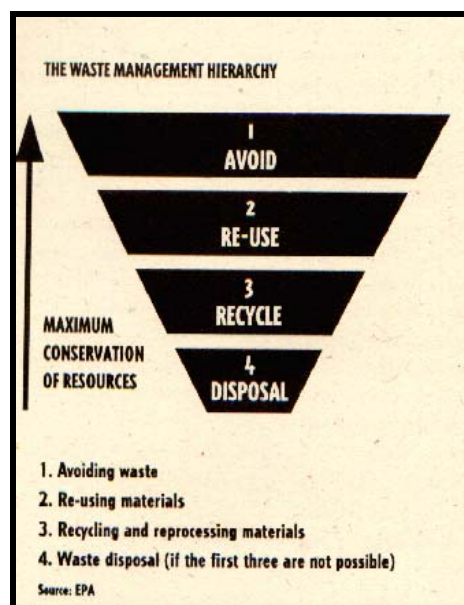 THE WASTE MANAGEMENT HIERARCHY
1
AVOID
2
RE-USE
3
RECYCLE
4
DISPOSAL
MAXIMUM
CONSERVATION
OF RESOURCES
1. Avoiding waste
2. Re-using materials
3. Recycling and reprocessing materials
4. Waste disposal (if the first three are not possible)
Source: EPA